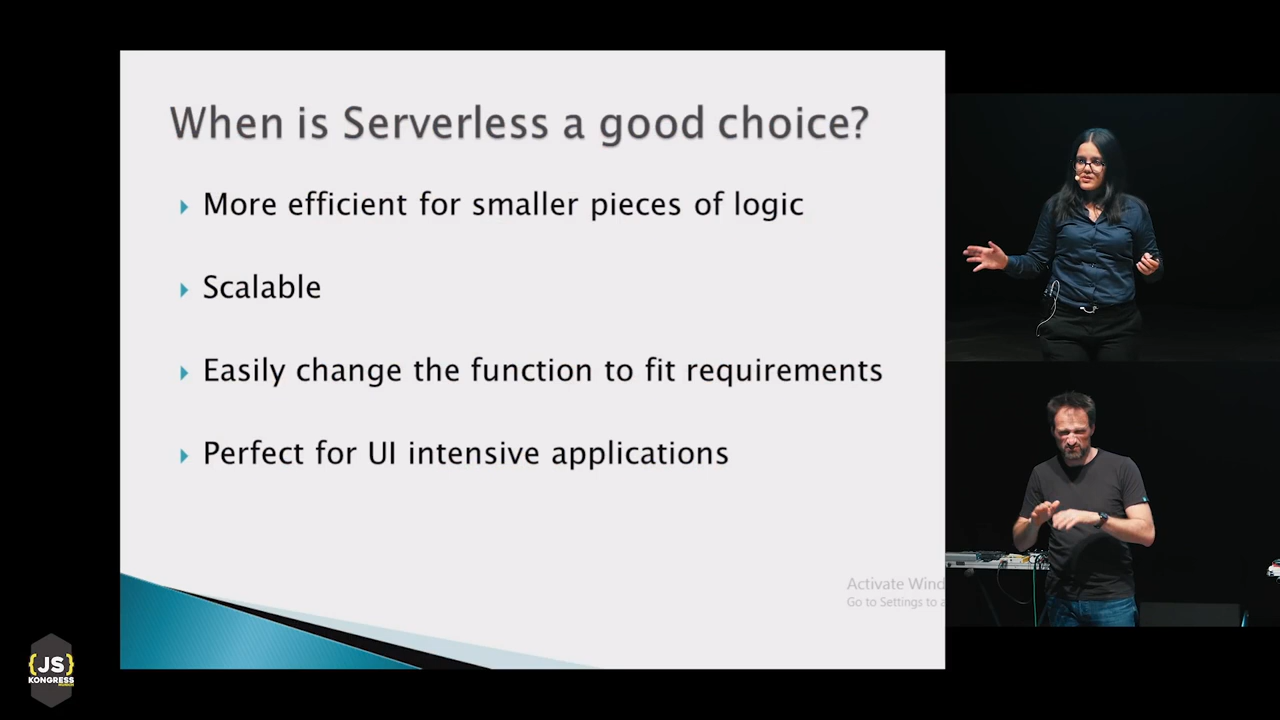 When is Serverless a good choice?
More efficient for smaller pieces of logic
Scalable
Easily change the function to fit requirements
Perfect for UI intensive applications
Activate Wind
Go to Settings to a
{JS}
KONGRESS